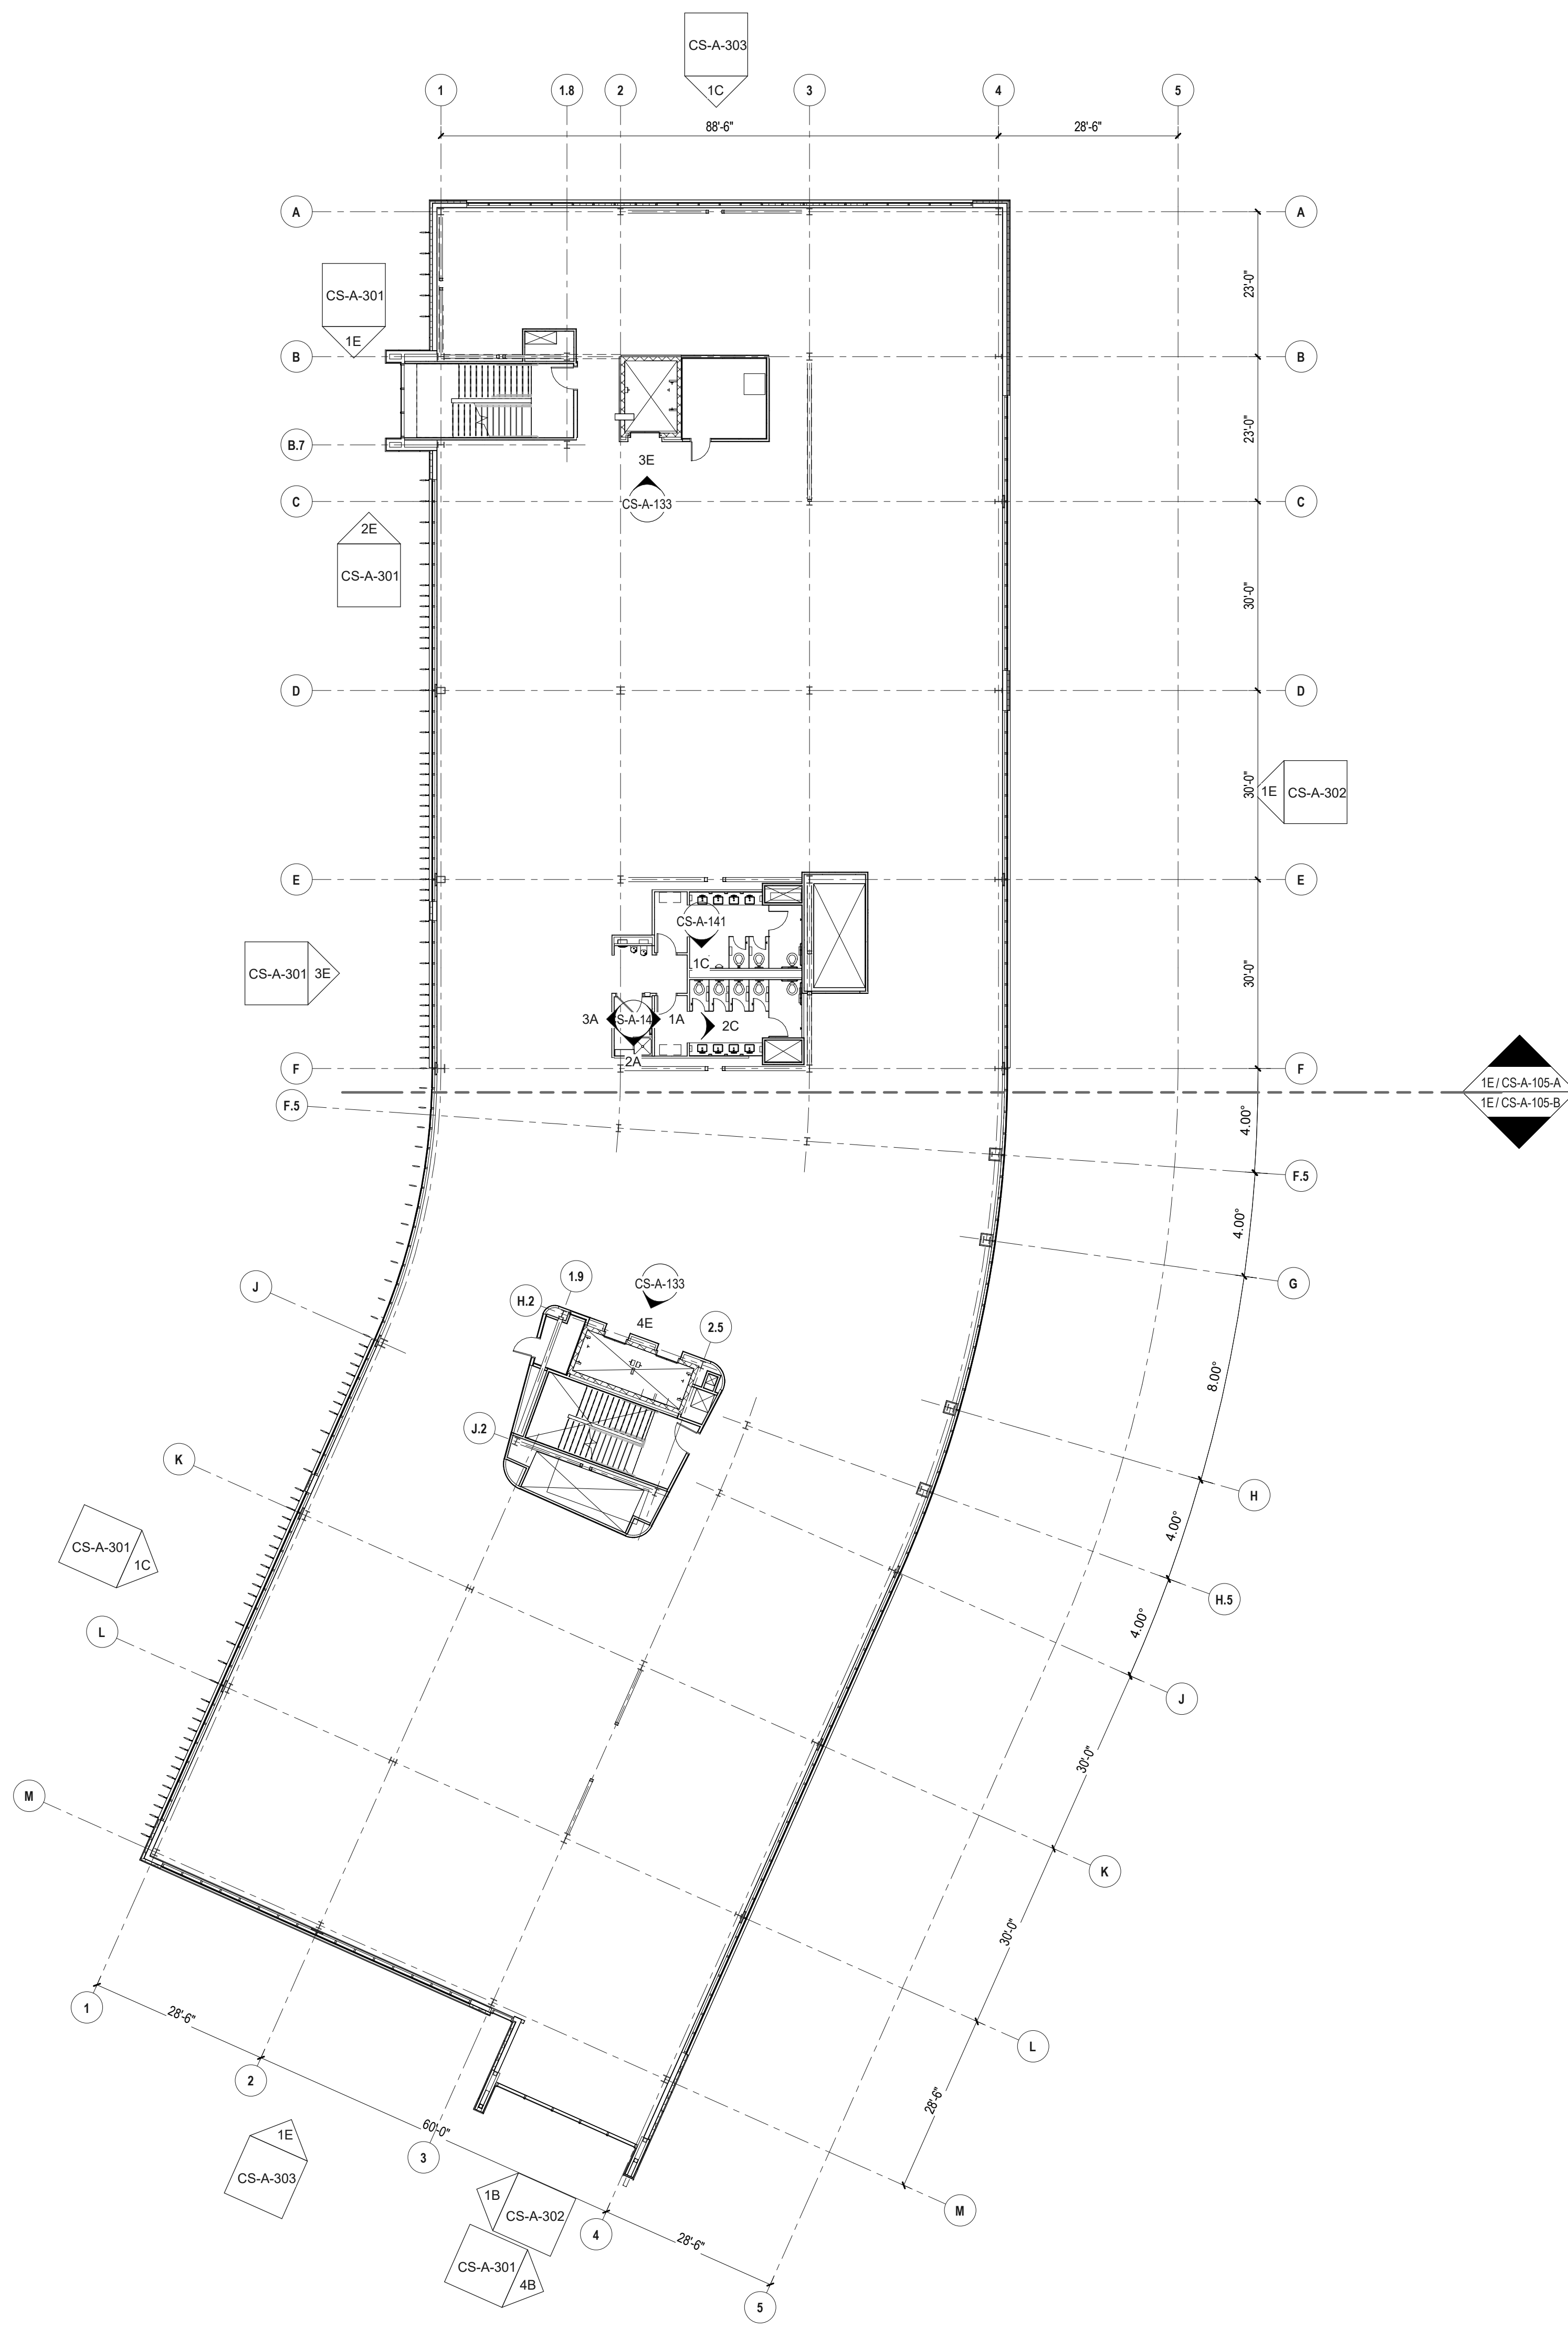 CS-A-303
1C
1
1.8
2
3
4
5
88'-6"
28'-6"
A
A
23'-0"
CS-A-301
1E
B
B
23'-0"
B.7
3E
CS-A-133
C
C
2E
CS-A-301
30'-0"
D
D
30'-0"
1E
CS-A-302
E
E
CS-A-141
1C
CS-A-301
3E
30'-0"
3A
S-A-14
1A
2C
2A
F
F
1E / CS-A-105-A
1E / CS-A-105-B
F.5
4.00°
F.5
4.00°
J
1.9
CS-A-133
G
H.2
4E
2.5
8.00°
J.2
K
H
CS-A-301
1C
4.00°
H.5
4.00°
L
J
30'-0"
M
K
30'-0"
1
28'-6"
L
2
28'-6"
60'-0"
3
1E
CS-A-303
1B
CS-A-302
M
4
28'-6"
CS-A-301
4B
5